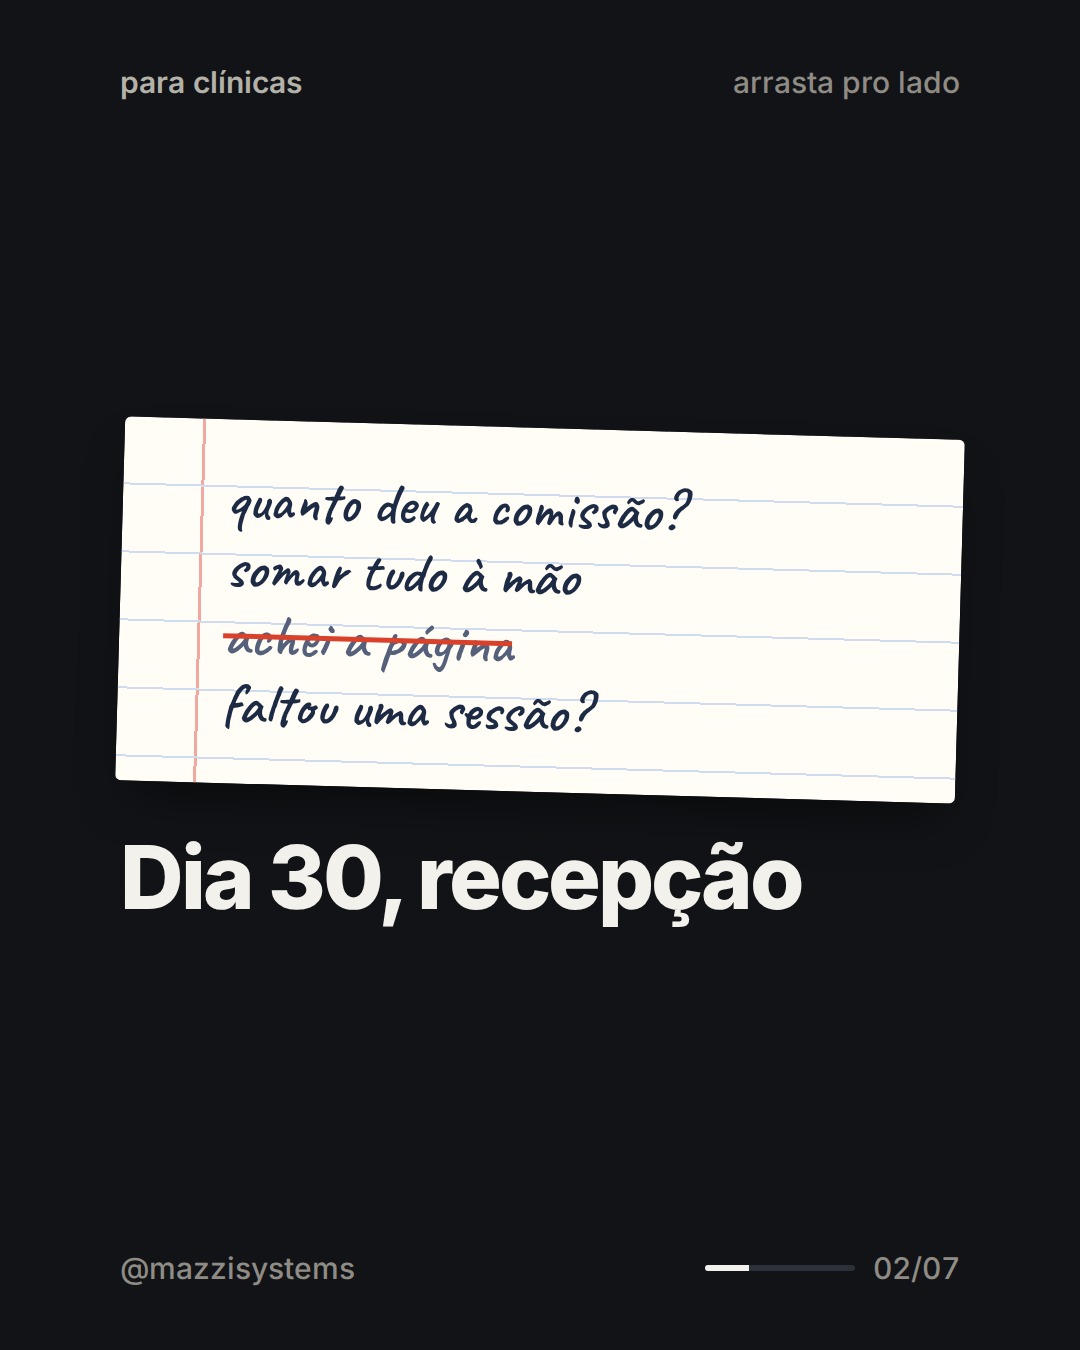 para clínicas
arrasta pro lado
quanto deu a comissão?
somar tudo à mão
achei a página
faltou uma sessão?
Dia 30, recepção
@mazzisystems
02/07